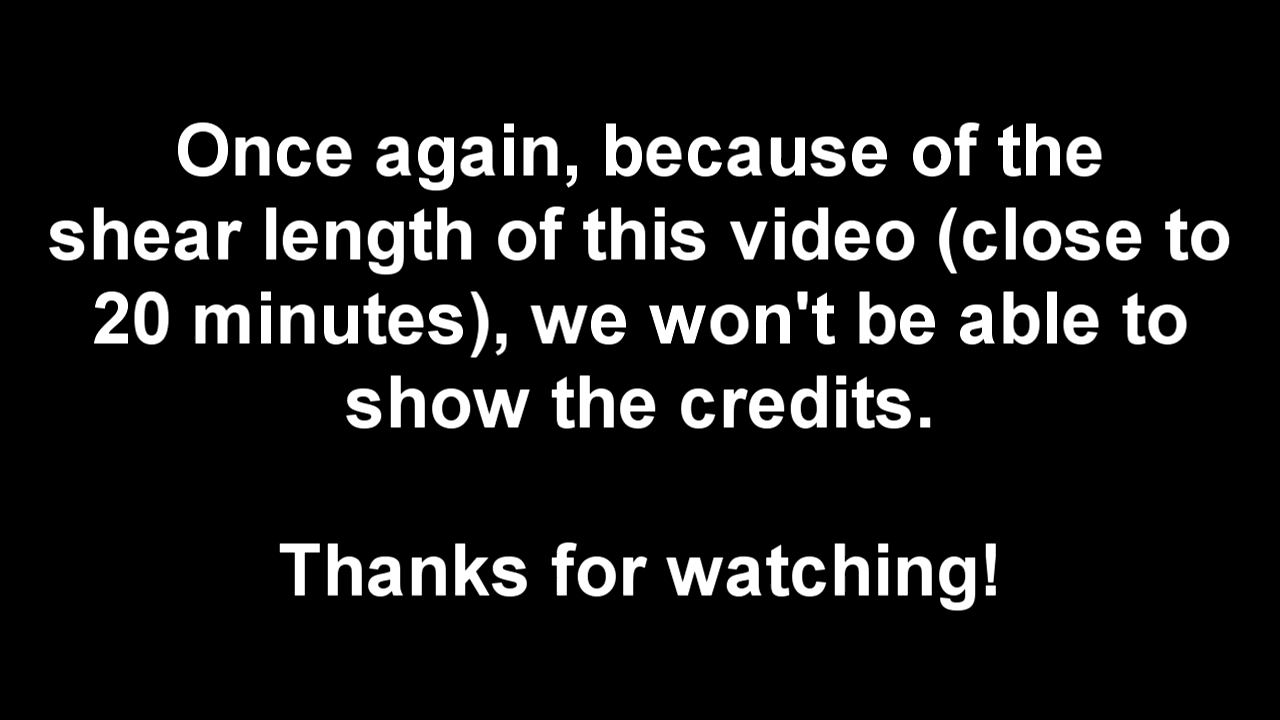 Once again, because of the
shear length of this video (close to
20 minutes), we won't be able to
show the credits.
Thanks for watching!